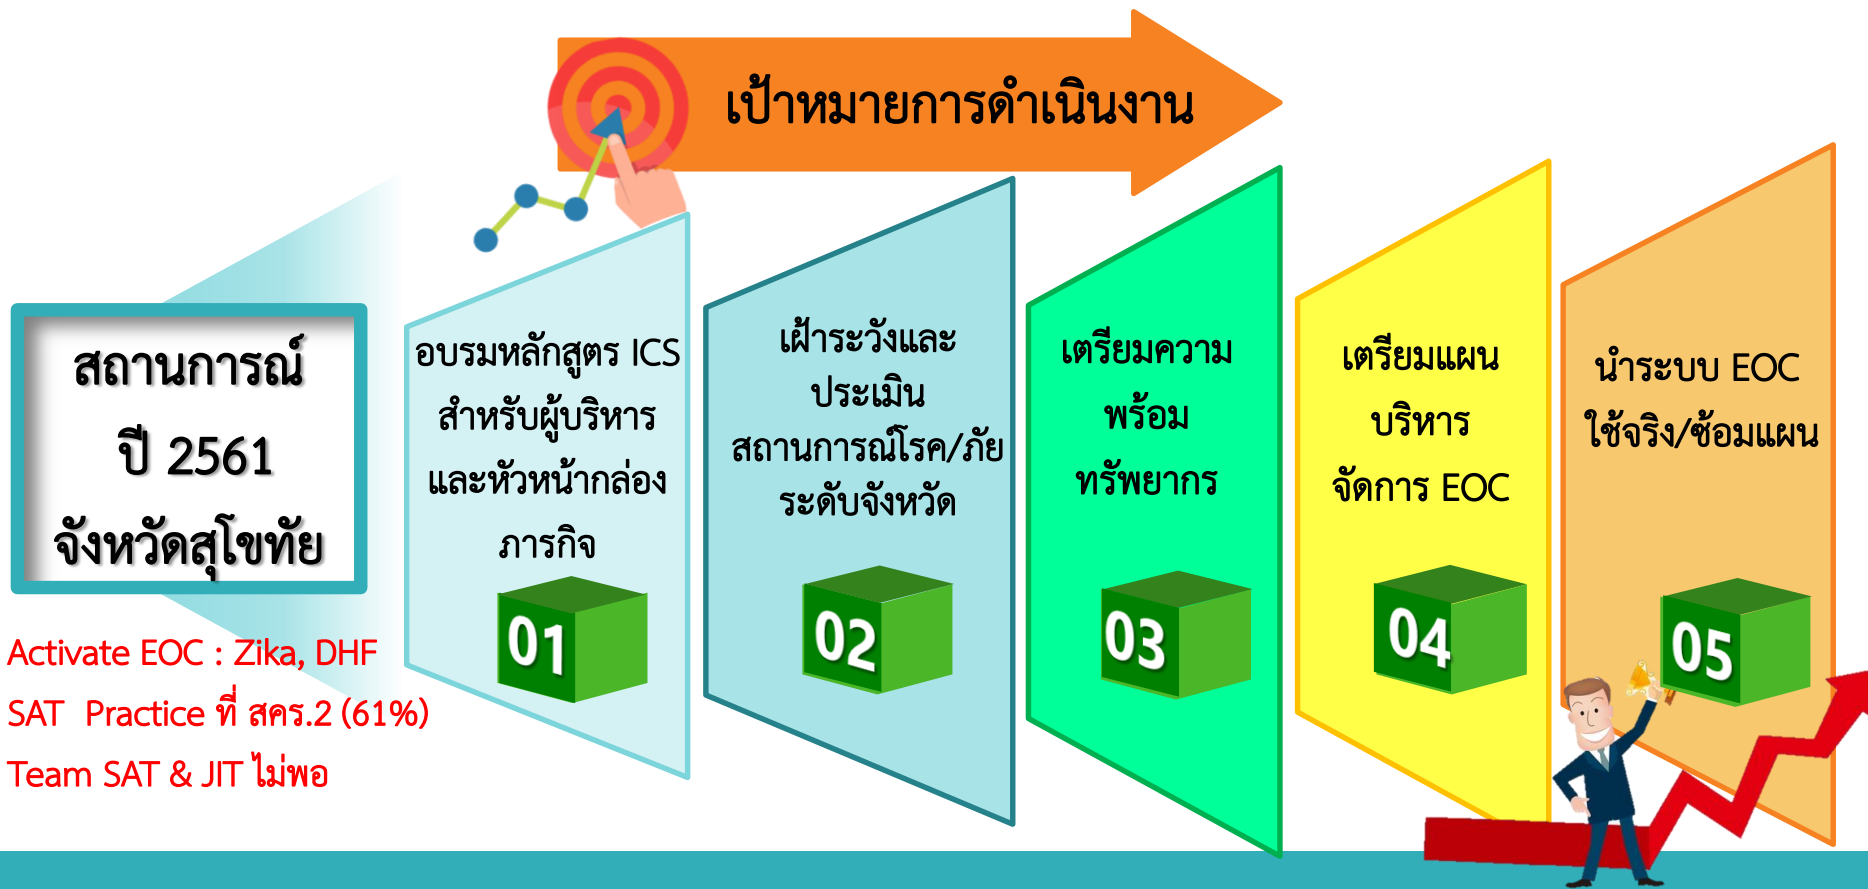 เป้าหมายการดำเนินงาน
สถานการณ์
ปี 2561
จังหวัดสุโขทัย
Activate EOC : Zika, DHF
SAT Practice ที่ สคร.2 (61%)
Team SAT & JIT ไม่พอ
อบรมหลักสูตร ICS
สำหรับผู้บริหาร
และหัวหน้ากล่อง
ภารกิจ
01
เฝ้าระวังและ
ประเมิน
สถานการณ์โรค/ภัย
ระดับจังหวัด
02
เตรียมความ
พร้อม
ทรัพยากร
03
เตรียมแผน
บริหาร
จัดการ EOC
04
นำระบบ EOC
ใช้จริง/ซ้อมแผน
05